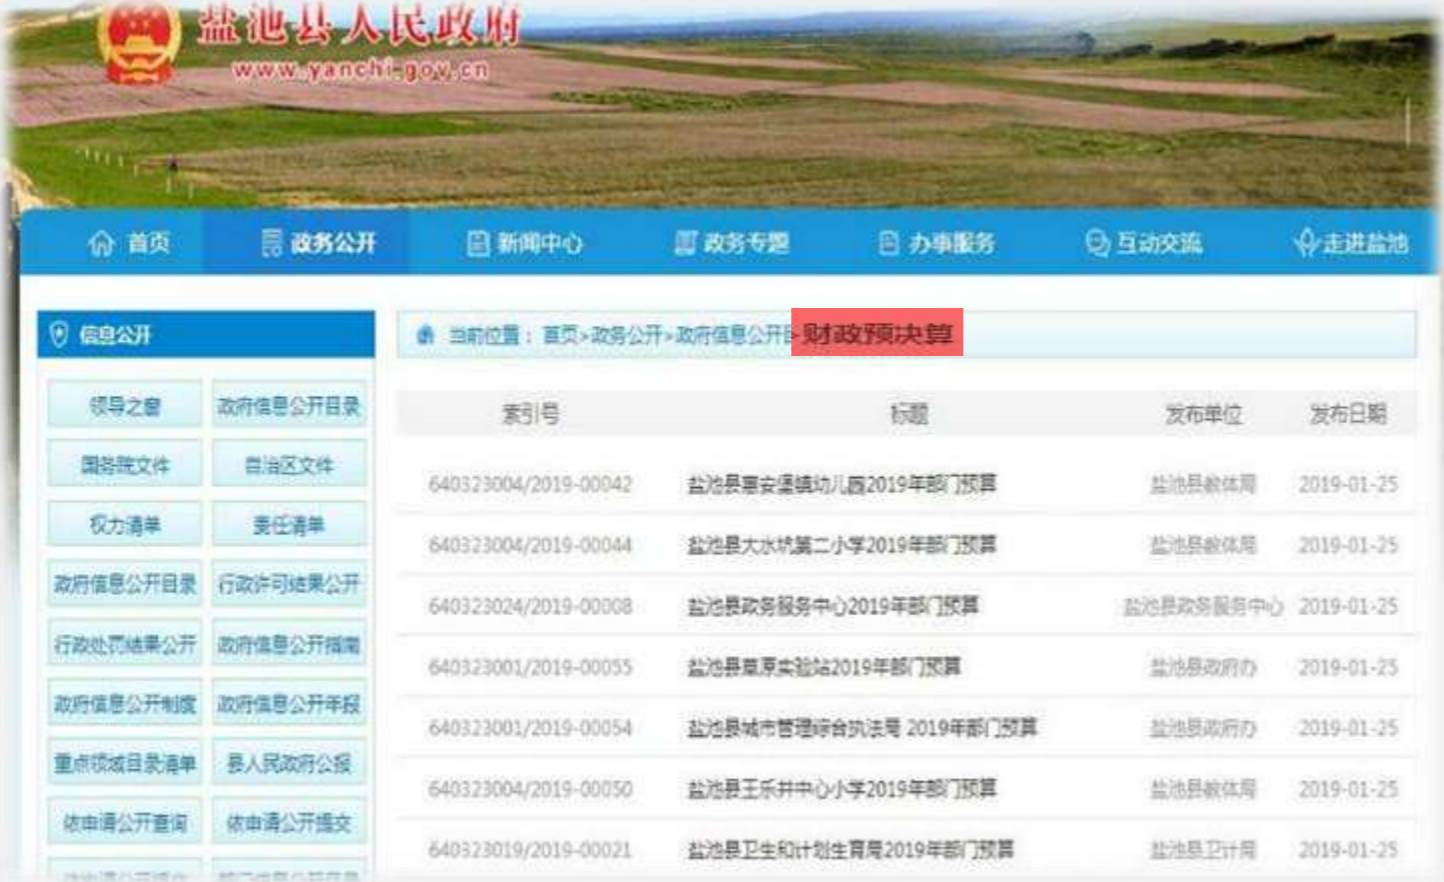 盐池县人民政府
www.yanchi.gov.cn
首页 政务公开 新闻中心 政务专题 办事服务 互动交流 走进盐池
信息公开
当前位置：首页>政务公开>政府信息公开目 财政预决算
领导之窗 政府信息公开目录
国务院文件 自治区文件
权力清单 责任清单
政府信息公开目录 行政许可结果公开
行政处罚结果公开 政府信息公开指南
政府信息公开制度 政府信息公开年报
重点领域目录清单 县人民政府公报
依申请公开查询 依申请公开提交
索引号 标题 发布单位 发布日期
640323004/2019-00042 盐池县惠安堡镇幼儿园2019年部门预算 盐池县教体局 2019-01-25
640323004/2019-00044 盐池县大水坑第二小学2019年部门预算 盐池县教体局 2019-01-25
640323024/2019-00008 盐池县政务服务中心2019年部门预算 盐池县政务服务中心 2019-01-25
640323001/2019-00055 盐池县草原实验站2019年部门预算 盐池县政府办 2019-01-25
640323001/2019-00054 盐池县城市管理综合执法局 2019年部门预算 盐池县政府办 2019-01-25
640323004/2019-00050 盐池县王乐井中心小学2019年部门预算 盐池县教体局 2019-01-25
640323019/2019-00021 盐池县卫生和计划生育局2019年部门预算 盐池县卫计局 2019-01-25